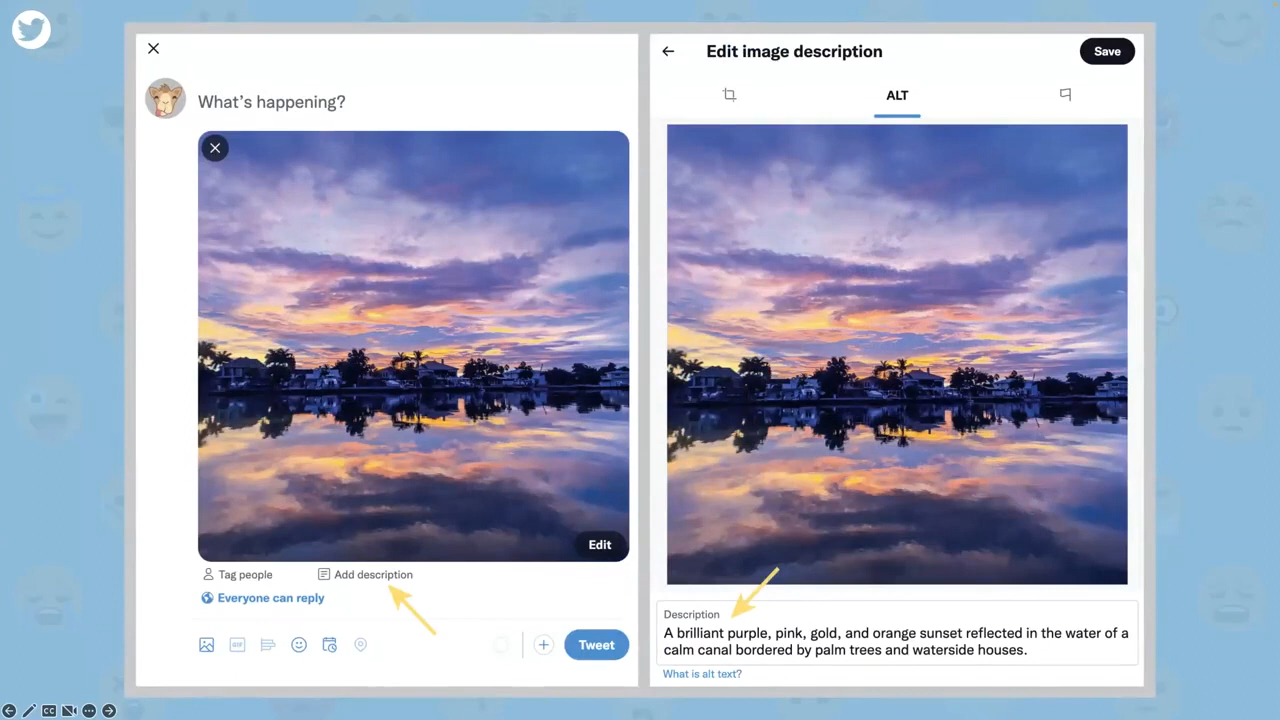 What's happening?
Edit
Tag people
Add description
Everyone can reply
GIF
Tweet
Edit image description
Save
ALT
Description
A brilliant purple, pink, gold, and orange sunset reflected in the water of a
calm canal bordered by palm trees and waterside houses.
What is alt text?
CC